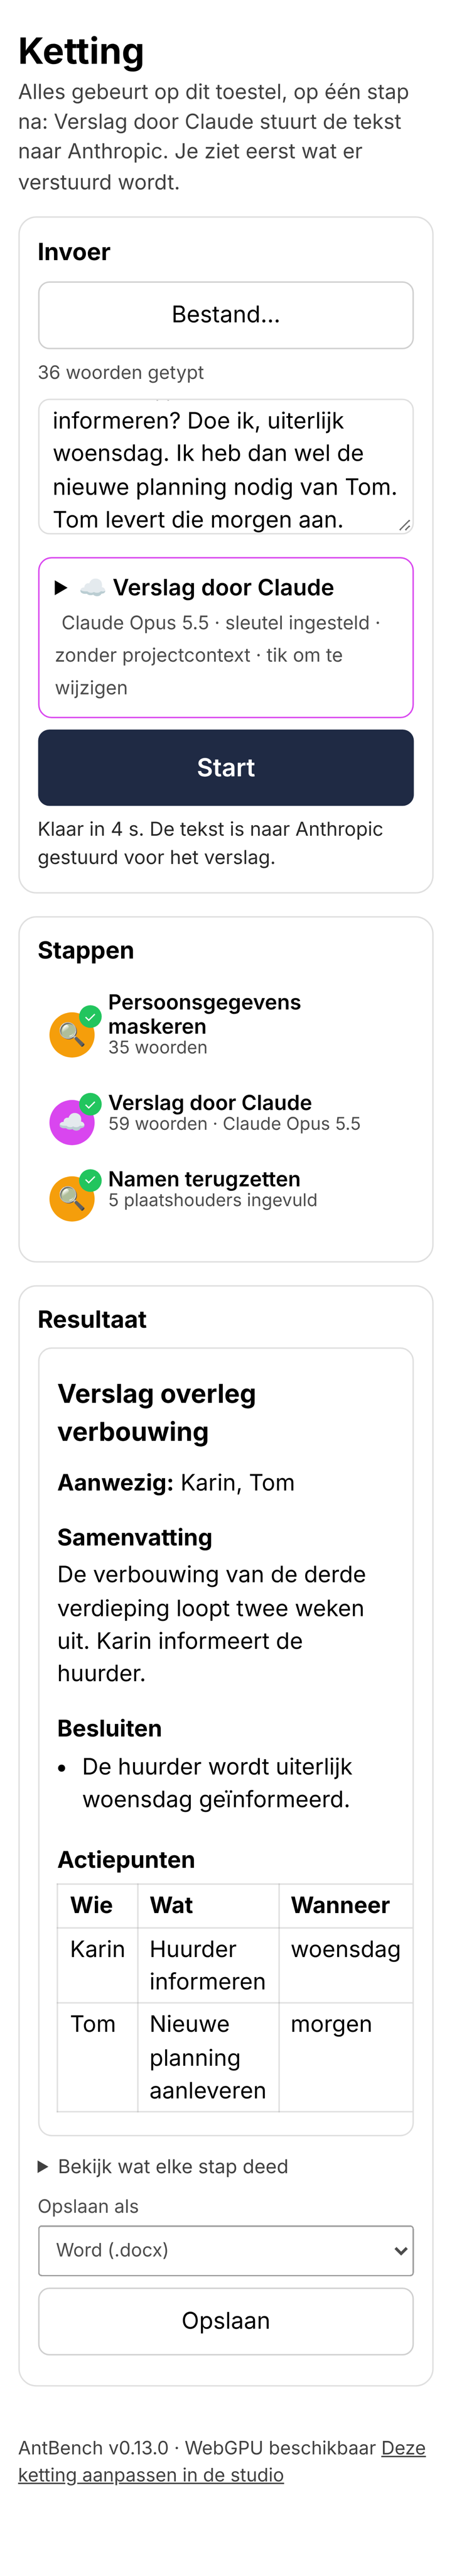 Ketting
Alles gebeurt op dit toestel, op één stap
na: Verslag door Claude stuurt de tekst
naar Anthropic. Je ziet eerst wat er
verstuurd wordt.
Invoer
Bestand...
36 woorden getypt
informeren? Doe ik, uiterlijk
woensdag. Ik heb dan wel de
nieuwe planning nodig van Tom.
Tom levert die morgen aan.
▶ ☁️ Verslag door Claude
Claude Opus 5.5 · sleutel ingesteld ·
zonder projectcontext · tik om te
wijzigen
Start
Klaar in 4 s. De tekst is naar Anthropic
gestuurd voor het verslag.
Stappen
Persoonsgegevens
maskeren
35 woorden
Verslag door Claude
59 woorden · Claude Opus 5.5
Namen terugzetten
5 plaatshouders ingevuld
Resultaat
Verslag overleg
verbouwing
Aanwezig: Karin, Tom
Samenvatting
De verbouwing van de derde
verdieping loopt twee weken
uit. Karin informeert de
huurder.
Besluiten
• De huurder wordt uiterlijk
woensdag geïnformeerd.
Actiepunten
Wie Wat Wanneer
Karin Huurder woensdag
informeren
Tom Nieuwe morgen
planning
aanleveren
▶ Bekijk wat elke stap deed
Opslaan als
Word (.docx)
Opslaan
AntBench v0.13.0 · WebGPU beschikbaar Deze
ketting aanpassen in de studio